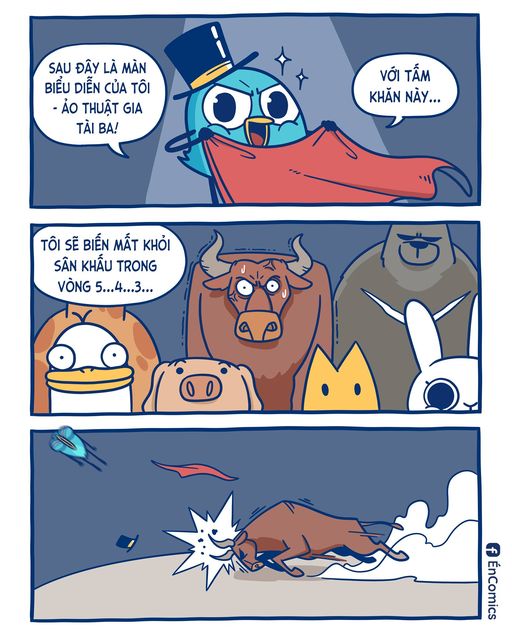 SAU ĐÂY LÀ MÀN
BIỂU DIỄN CỦA TÔI
- ẢO THUẬT GIA
TÀI BA!
VỚI TẤM
KHĂN NÀY...
TÔI SẼ BIẾN MẤT KHỎI
SÂN KHẤU TRONG
VÒNG 5...4...3...
ÉnComics